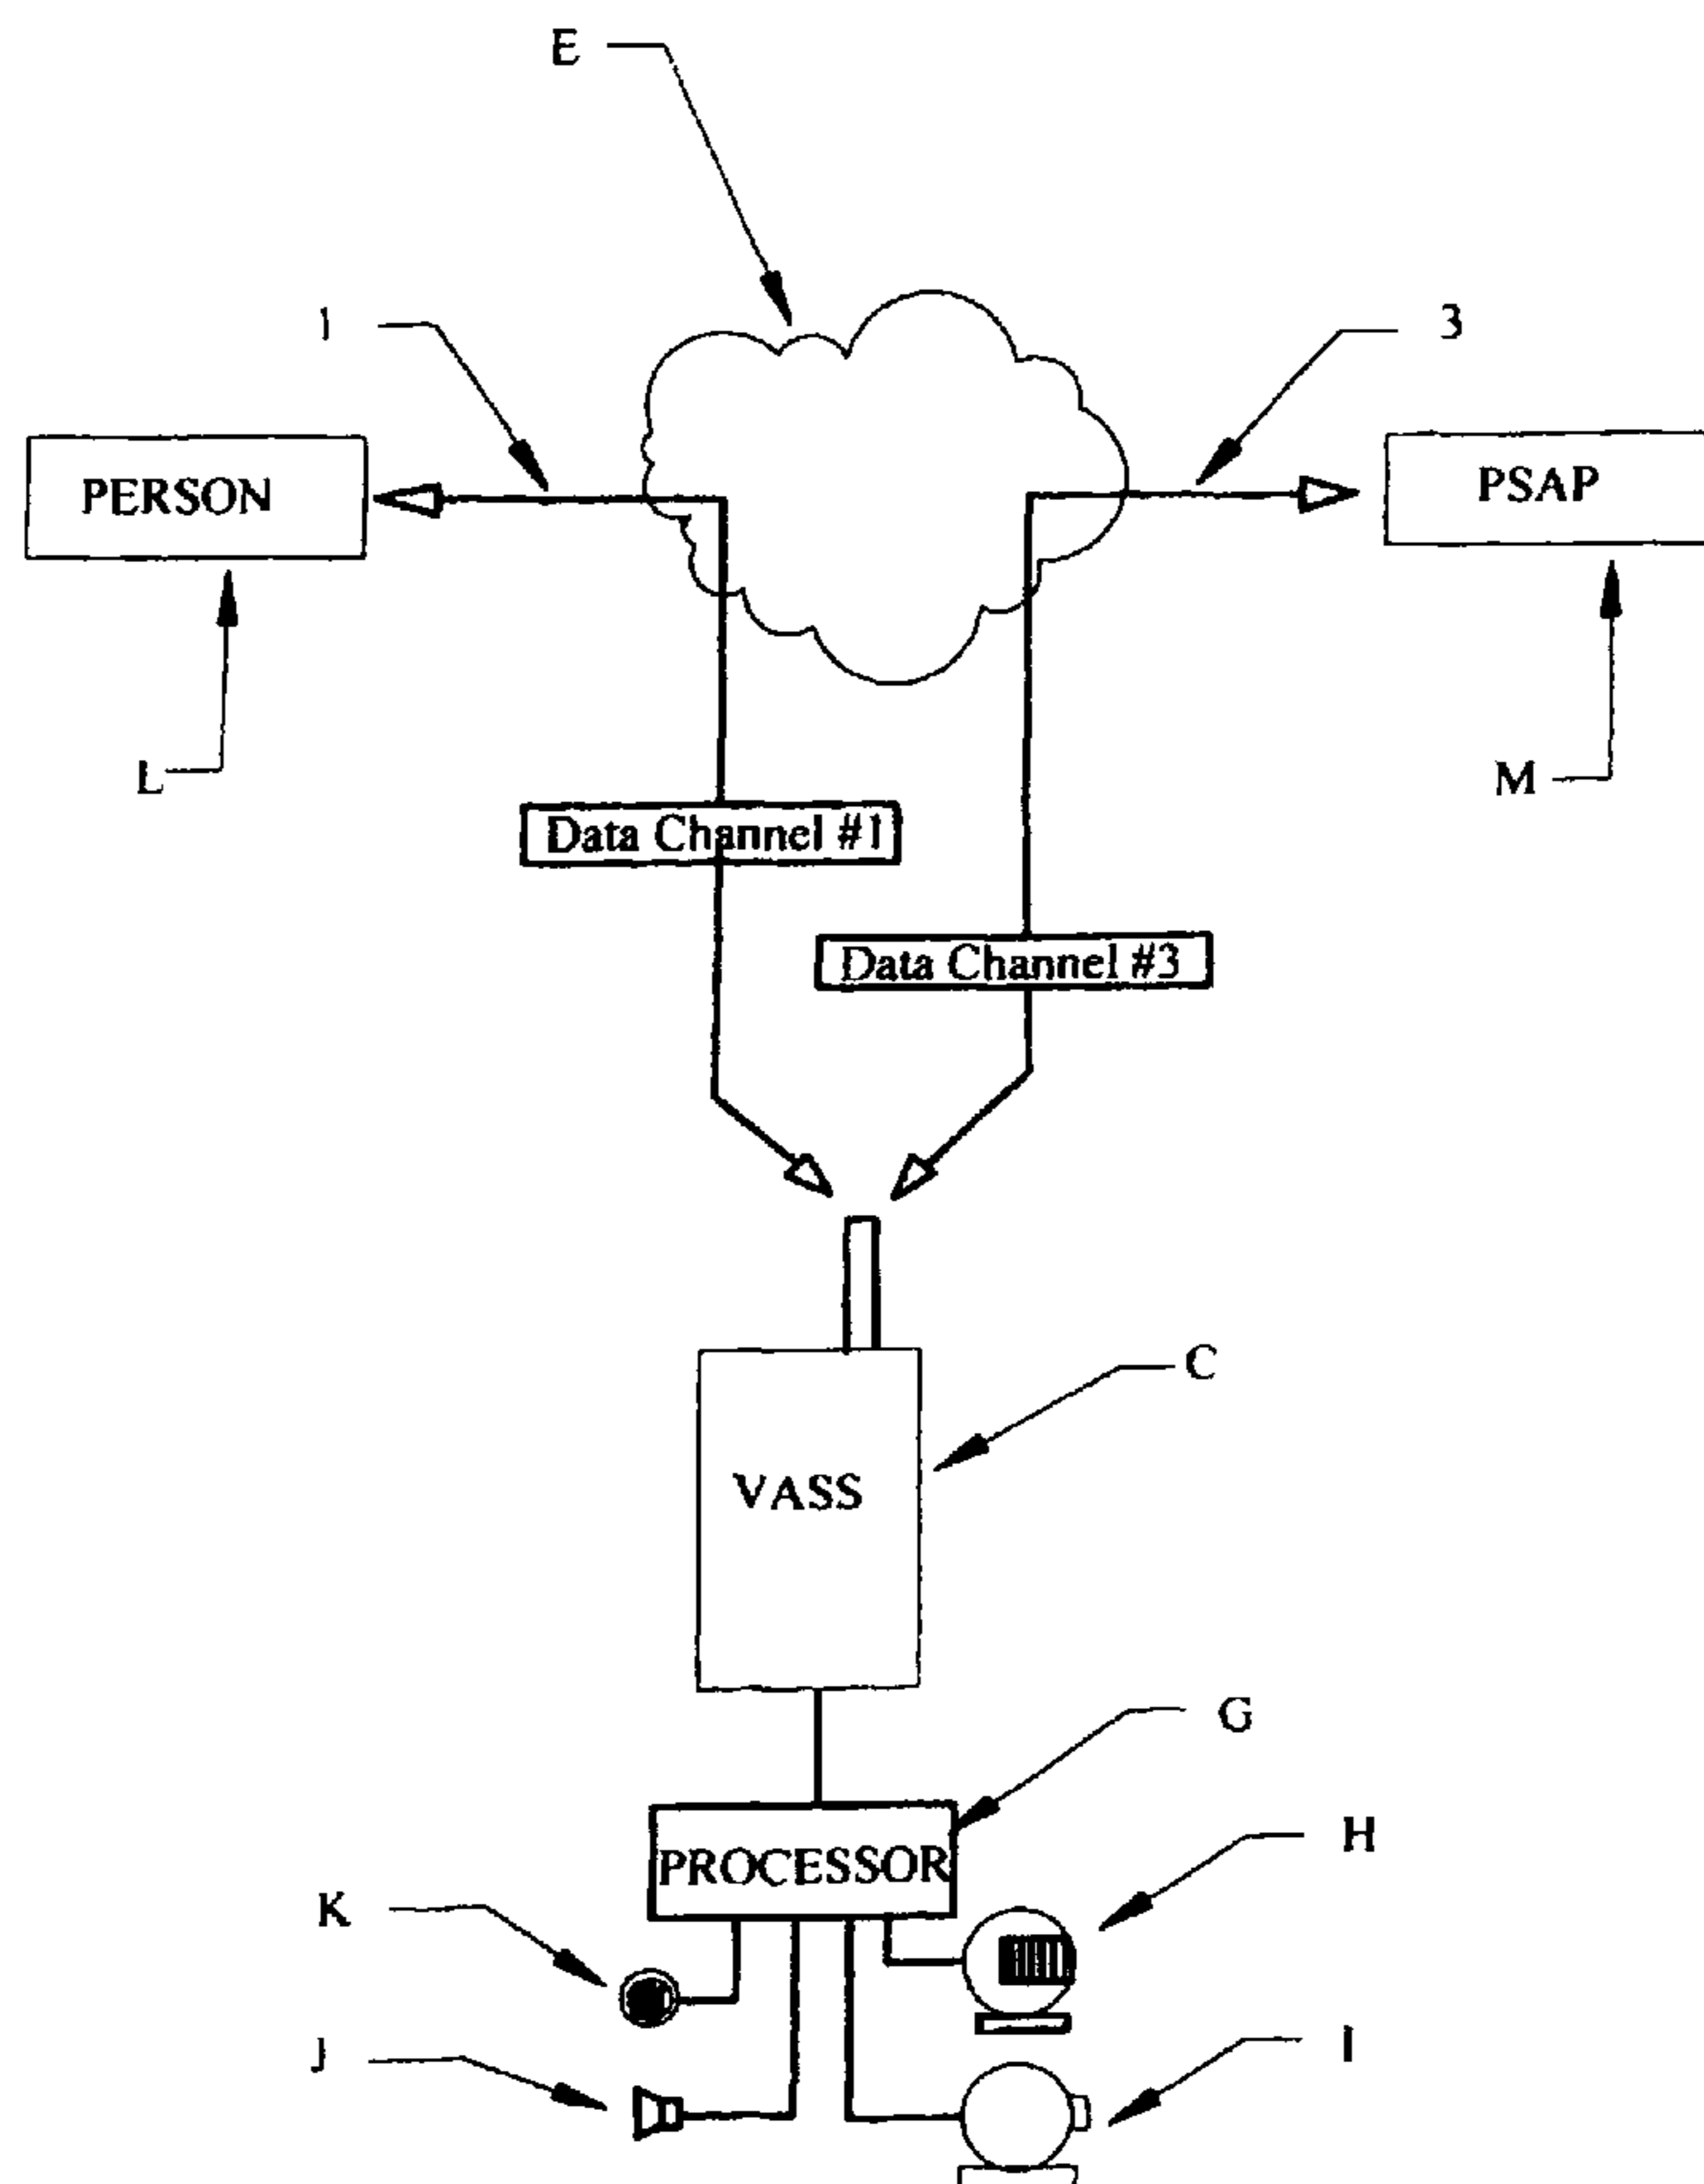 E
1
3
PERSON
PSAP
L
M
Data Channel #1
Data Channel #3
C
VASS
G
PROCESSOR
H
K
J
I